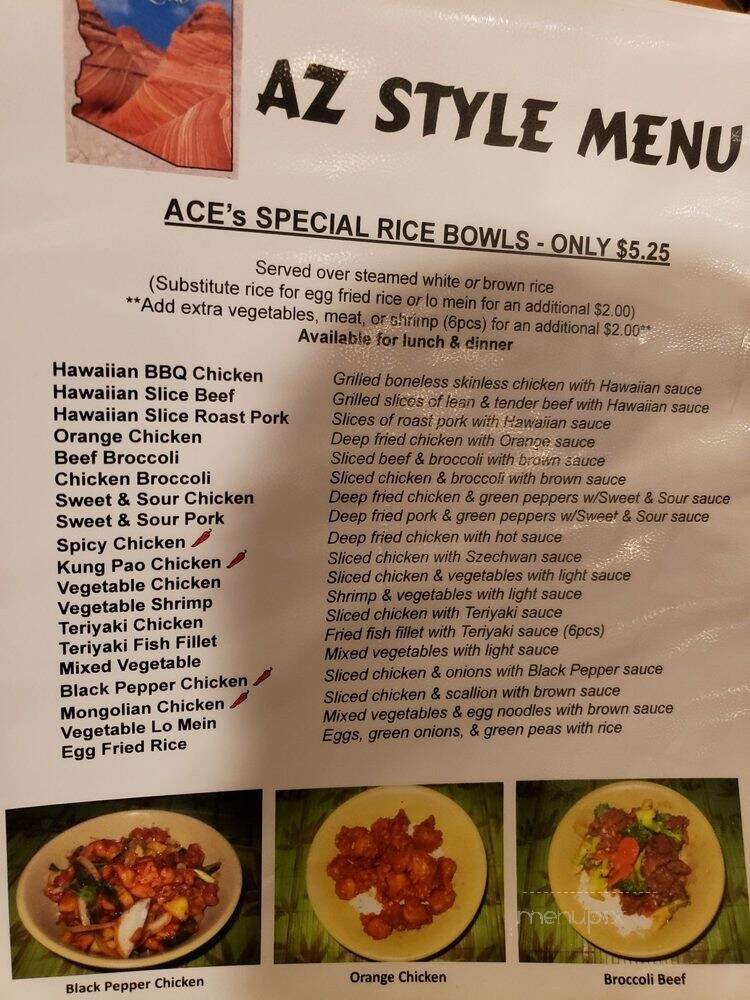 AZ STYLE MENU
ACE's SPECIAL RICE BOWLS - ONLY $5.25
Served over steamed white or brown rice
(Substitute rice for egg fried rice or lo mein for an additional $2.00)
**Add extra vegetables, meat, or shrimp (6pcs) for an additional $2.00**
Available for lunch & dinner
Hawaiian BBQ Chicken Grilled boneless skinless chicken with Hawaiian sauce
Hawaiian Slice Beef Grilled slices of lean & tender beef with Hawaiian sauce
Hawaiian Slice Roast Pork Slices of roast pork with Hawaiian sauce
Orange Chicken Deep fried chicken with Orange sauce
Beef Broccoli Sliced beef & broccoli with brown sauce
Chicken Broccoli Sliced chicken & broccoli with brown sauce
Sweet & Sour Chicken Deep fried chicken & green peppers w/Sweet & Sour sauce
Sweet & Sour Pork Deep fried pork & green peppers w/Sweet & Sour sauce
Spicy Chicken Deep fried chicken with hot sauce
Kung Pao Chicken Sliced chicken with Szechwan sauce
Vegetable Chicken Sliced chicken & vegetables with light sauce
Vegetable Shrimp Shrimp & vegetables with light sauce
Teriyaki Chicken Sliced chicken with Teriyaki sauce
Teriyaki Fish Fillet Fried fish fillet with Teriyaki sauce (6pcs)
Mixed Vegetable Mixed vegetables with light sauce
Black Pepper Chicken Sliced chicken & onions with Black Pepper sauce
Mongolian Chicken Sliced chicken & scallion with brown sauce
Vegetable Lo Mein Mixed vegetables & egg noodles with brown sauce
Egg Fried Rice Eggs, green onions, & green peas with rice
menupix
Black Pepper Chicken Orange Chicken Broccoli Beef